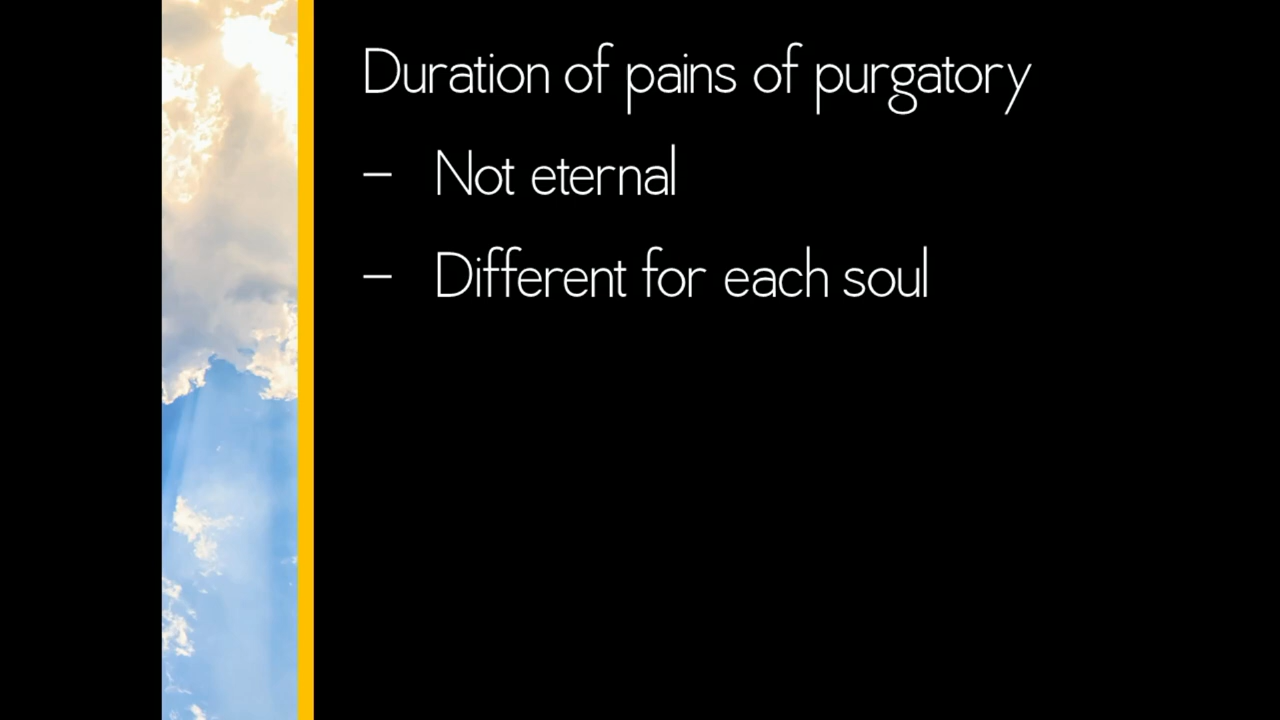 Duration of pains of purgatory
– Not eternal
– Different for each soul